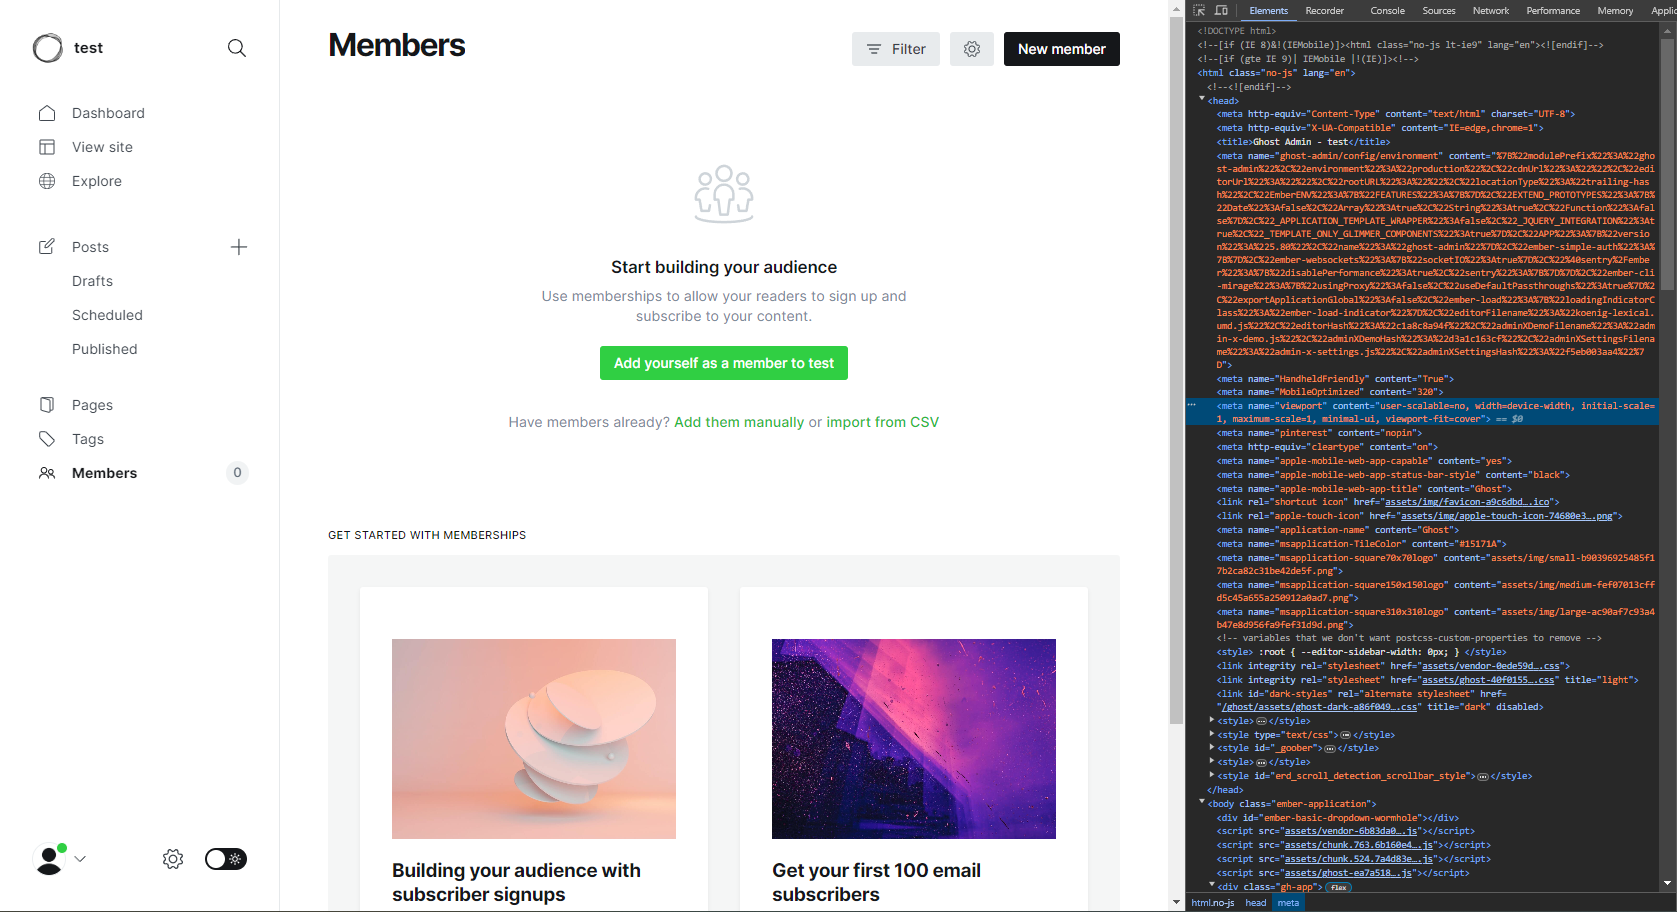 test
Dashboard
View site
Explore
Posts
Drafts
Scheduled
Published
Pages
Tags
Members
0
Members
Filter
New member
Start building your audience
Use memberships to allow your readers to sign up and
subscribe to your content.
Add yourself as a member to test
Have members already? Add them manually or import from CSV
GET STARTED WITH MEMBERSHIPS
Building your audience with
subscriber signups
Get your first 100 email
subscribers
Elements Recorder Console Sources Network Performance Memory Applic
<!DOCTYPE html>
<!--[if (IE 8)&!(IEMobile)]><html class="no-js lt-ie9" lang="en"><![endif]-->
<!--[if (gte IE 9)| IEMobile |!(IE)]><!-->
<html class="no-js" lang="en">
<!--<![endif]-->
<head>
<meta http-equiv="Content-Type" content="text/html" charset="UTF-8">
<meta http-equiv="X-UA-Compatible" content="IE=edge,chrome=1">
<title>Ghost Admin - test</title>
<meta name="ghost-admin/config/environment" content="%7B%22modulePrefix%22%3A%22gho
st-admin%22%2C%22environment%22%3A%22production%22%2C%22cdnUrl%22%3A%22%22%2C%22ed
itorUrl%22%3A%22%22%2C%22rootURL%22%3A%22%22%2C%22locationType%22%3A%22trailing-has
h%22%2C%22EmberENV%22%3A%7B%22FEATURES%22%3A%7B%7D%2C%22EXTEND_PROTOTYPES%22%3A%7B%
22Date%22%3Afalse%2C%22Array%22%3Atrue%2C%22String%22%3Atrue%2C%22Function%22%3Afal
se%7D%2C%22_APPLICATION_TEMPLATE_WRAPPER%22%3Afalse%2C%22_JQUERY_INTEGRATION%22%3At
rue%2C%22_TEMPLATE_ONLY_GLIMMER_COMPONENTS%22%3Atrue%7D%2C%22APP%22%3A%7B%22versio
n%22%3A%225.80%22%2C%22name%22%3A%22ghost-admin%22%7D%2C%22ember-simple-auth%22%3A%
7B%7D%2C%22ember-websockets%22%3A%7B%22socketIO%22%3Atrue%7D%2C%22%40sentry%2Fembe
r%22%3A%7B%22disablePerformance%22%3Atrue%2C%22sentry%22%3A%7B%7D%7D%2C%22ember-cli
-mirage%22%3A%7B%22usingProxy%22%3Afalse%2C%22useDefaultPassthroughs%22%3Atrue%7D%2
C%22exportApplicationGlobal%22%3Afalse%2C%22ember-load%22%3A%7B%22loadingIndicatorC
lass%22%3A%22ember-load-indicator%22%7D%2C%22editorFilename%22%3A%22koenig-lexical.
umd.js%22%2C%22editorHash%22%3A%22c1a8c8a94f%22%2C%22adminXDemoFilename%22%3A%22adm
in-x-demo.js%22%2C%22adminXDemoHash%22%3A%22d3a1c163cf%22%2C%22adminXSettingsFilen
ame%22%3A%22admin-x-settings.js%22%2C%22adminXSettingsHash%22%3A%22f5eb003aa4%22%7
D">
<meta name="HandheldFriendly" content="True">
<meta name="MobileOptimized" content="320">
<meta name="viewport" content="user-scalable=no, width=device-width, initial-scale=
1, maximum-scale=1, minimal-ui, viewport-fit=cover"> == $0
<meta name="pinterest" content="nopin">
<meta http-equiv="cleartype" content="on">
<meta name="apple-mobile-web-app-capable" content="yes">
<meta name="apple-mobile-web-app-status-bar-style" content="black">
<meta name="apple-mobile-web-app-title" content="Ghost">
<link rel="shortcut icon" href="assets/img/favicon-a9c6dbd….ico">
<link rel="apple-touch-icon" href="assets/img/apple-touch-icon-74680e3….png">
<meta name="application-name" content="Ghost">
<meta name="msapplication-TileColor" content="#15171A">
<meta name="msapplication-square70x70logo" content="assets/img/small-b90396925485f1
7b2ca82c31be42de5f.png">
<meta name="msapplication-square150x150logo" content="assets/img/medium-fef07013cff
d5c45a655a250912a0ad7.png">
<meta name="msapplication-square310x310logo" content="assets/img/large-ac90af7c93a4
b47e8d956fa9fef31d9d.png">
<!-- variables that we don't want postcss-custom-properties to remove -->
<style> :root { --editor-sidebar-width: 0px; } </style>
<link integrity rel="stylesheet" href="assets/vendor-0ede59d….css">
<link integrity rel="stylesheet" href="assets/ghost-40f0155….css" title="light">
<link id="dark-styles" rel="alternate stylesheet" href=
"/ghost/assets/ghost-dark-a86f049….css" title="dark" disabled>
<style>…</style>
<style type="text/css">…</style>
<style id="_goober">…</style>
<style>…</style>
<style id="erd_scroll_detection_scrollbar_style">…</style>
</head>
<body class="ember-application">
<div id="ember-basic-dropdown-wormhole"></div>
<script src="assets/vendor-6b83da0….js"></script>
<script src="assets/chunk.763.6b160e4….js"></script>
<script src="assets/chunk.524.7a4d83e….js"></script>
<script src="assets/ghost-ea7a518….js"></script>
<div class="gh-app"> flex
html.no-js head meta